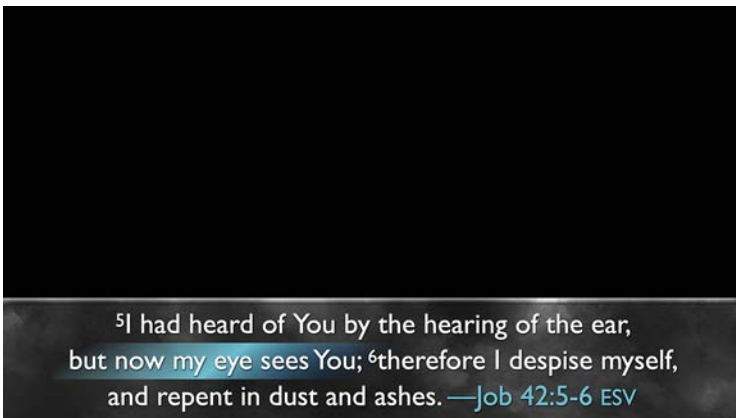 ⁵I had heard of You by the hearing of the ear,
but now my eye sees You; ⁶therefore I despise myself,
and repent in dust and ashes. —Job 42:5-6 ESV